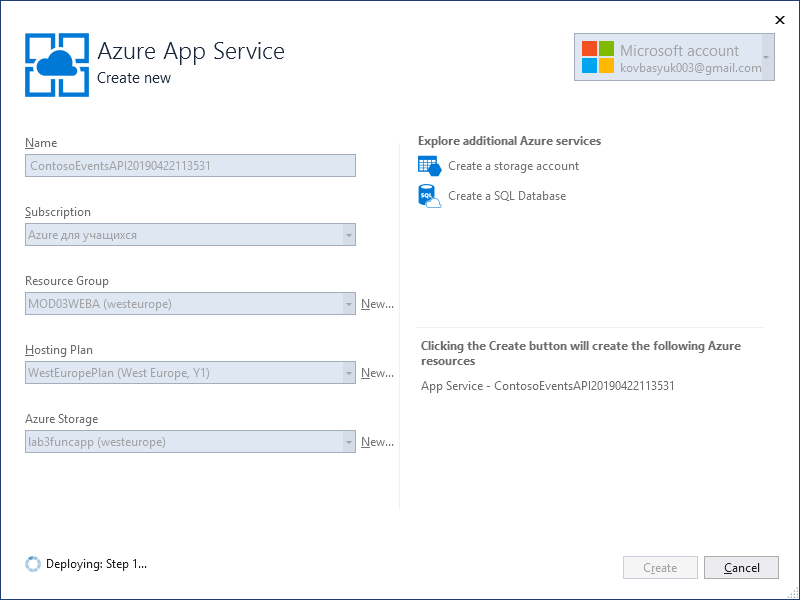 Azure App Service
Create new
Microsoft account
kovbasyuk003@gmail.com
Name
ContosoEventsAPI20190422113531
Subscription
Azure для учащихся
Resource Group
MOD03WEBA (westeurope)
New...
Hosting Plan
WestEuropePlan (West Europe, Y1)
New...
Azure Storage
lab3funcapp (westeurope)
New...
Explore additional Azure services
Create a storage account
SQL
Create a SQL Database
Clicking the Create button will create the following Azure
resources
App Service - ContosoEventsAPI20190422113531
Deploying: Step 1...
Create
Cancel